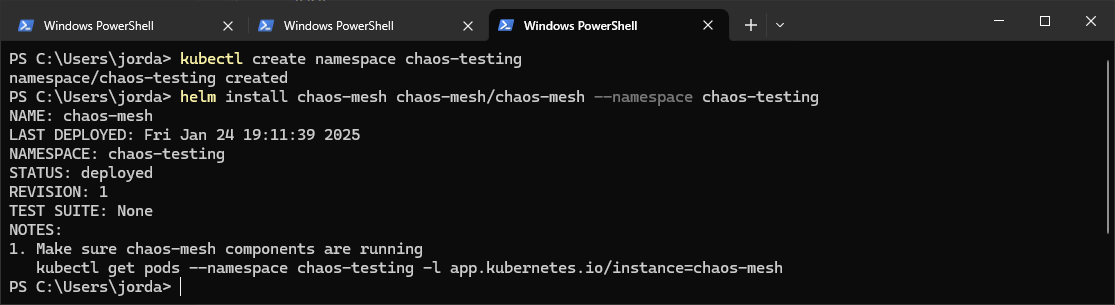 Windows PowerShell
Windows PowerShell
Windows PowerShell
PS C:\Users\jorda> kubectl create namespace chaos-testing
namespace/chaos-testing created
PS C:\Users\jorda> helm install chaos-mesh chaos-mesh/chaos-mesh --namespace chaos-testing
NAME: chaos-mesh
LAST DEPLOYED: Fri Jan 24 19:11:39 2025
NAMESPACE: chaos-testing
STATUS: deployed
REVISION: 1
TEST SUITE: None
NOTES:
1. Make sure chaos-mesh components are running
   kubectl get pods --namespace chaos-testing -l app.kubernetes.io/instance=chaos-mesh
PS C:\Users\jorda>